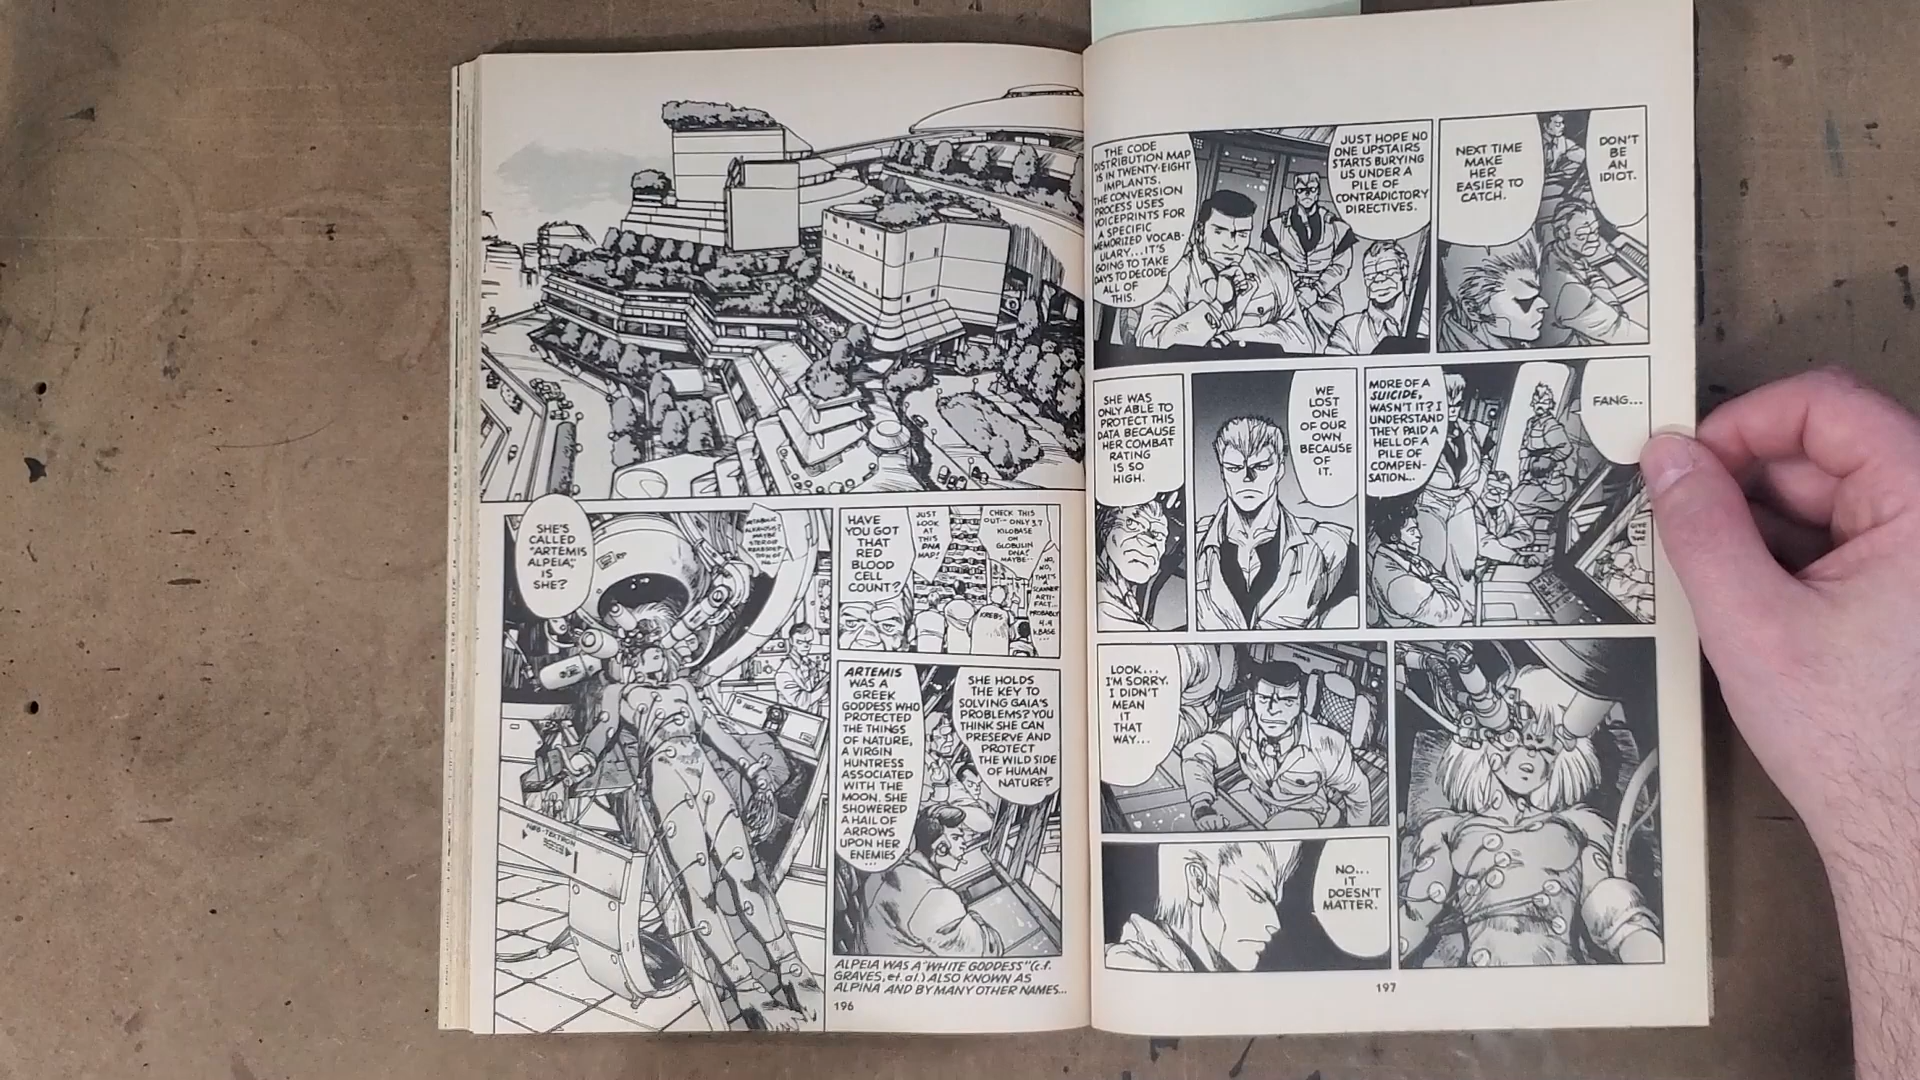 SHE'S
CALLED
"ARTEMIS
ALPEIA,"
IS
SHE?
METABOLIC
ALKALOSIS?
MAYBE
STEROID
NO...
NEO-TEKTRON
HAVE
YOU GOT
THAT
RED
BLOOD
CELL
COUNT?
JUST
LOOK
AT
THIS
DNA
MAP!
CHECK THIS
OUT-- ONLY 3.7
KILOBASE
ON
GLOBULIN
DNA?
MAYBE--
NO,
NO,
THAT'S
A
SCANNER
ARTI-
FACT...
PROBABLY
4.4
KBASE
...
KREBS
ARTEMIS
WAS A
GREEK
GODDESS WHO
PROTECTED
THE THINGS
OF NATURE,
A VIRGIN
HUNTRESS
ASSOCIATED
WITH THE
MOON. SHE
SHOWERED
A HAIL OF
ARROWS
UPON HER
ENEMIES
...
SHE HOLDS
THE KEY TO
SOLVING GAIA'S
PROBLEMS? YOU
THINK SHE CAN
PRESERVE AND
PROTECT
THE WILD SIDE
OF HUMAN
NATURE?
ALPEIA WAS A "WHITE GODDESS" (c.f.
GRAVES, et. al.) ALSO KNOWN AS
ALPINA AND BY MANY OTHER NAMES...
196
THE CODE
DISTRIBUTION MAP
IS IN TWENTY-EIGHT
IMPLANTS.
THE CONVERSION
PROCESS USES
VOICEPRINTS FOR
A SPECIFIC
MEMORIZED VOCAB-
ULARY... IT'S
GOING TO TAKE
DAYS TO DECODE
ALL OF
THIS.
JUST HOPE NO
ONE UPSTAIRS
STARTS BURYING
US UNDER A
PILE OF
CONTRADICTORY
DIRECTIVES.
NEXT TIME
MAKE
HER
EASIER TO
CATCH.
DON'T
BE
AN
IDIOT.
SHE WAS
ONLY ABLE TO
PROTECT THIS
DATA BECAUSE
HER COMBAT
RATING
IS SO
HIGH.
WE
LOST
ONE
OF OUR
OWN
BECAUSE
OF
IT.
MORE OF A
SUICIDE,
WASN'T IT? I
UNDERSTAND
THEY PAID A
HELL OF A
PILE OF
COMPEN-
SATION...
FANG...
LOOK...
I'M SORRY.
I DIDN'T
MEAN
IT
THAT
WAY...
NO...
IT
DOESN'T
MATTER.
197